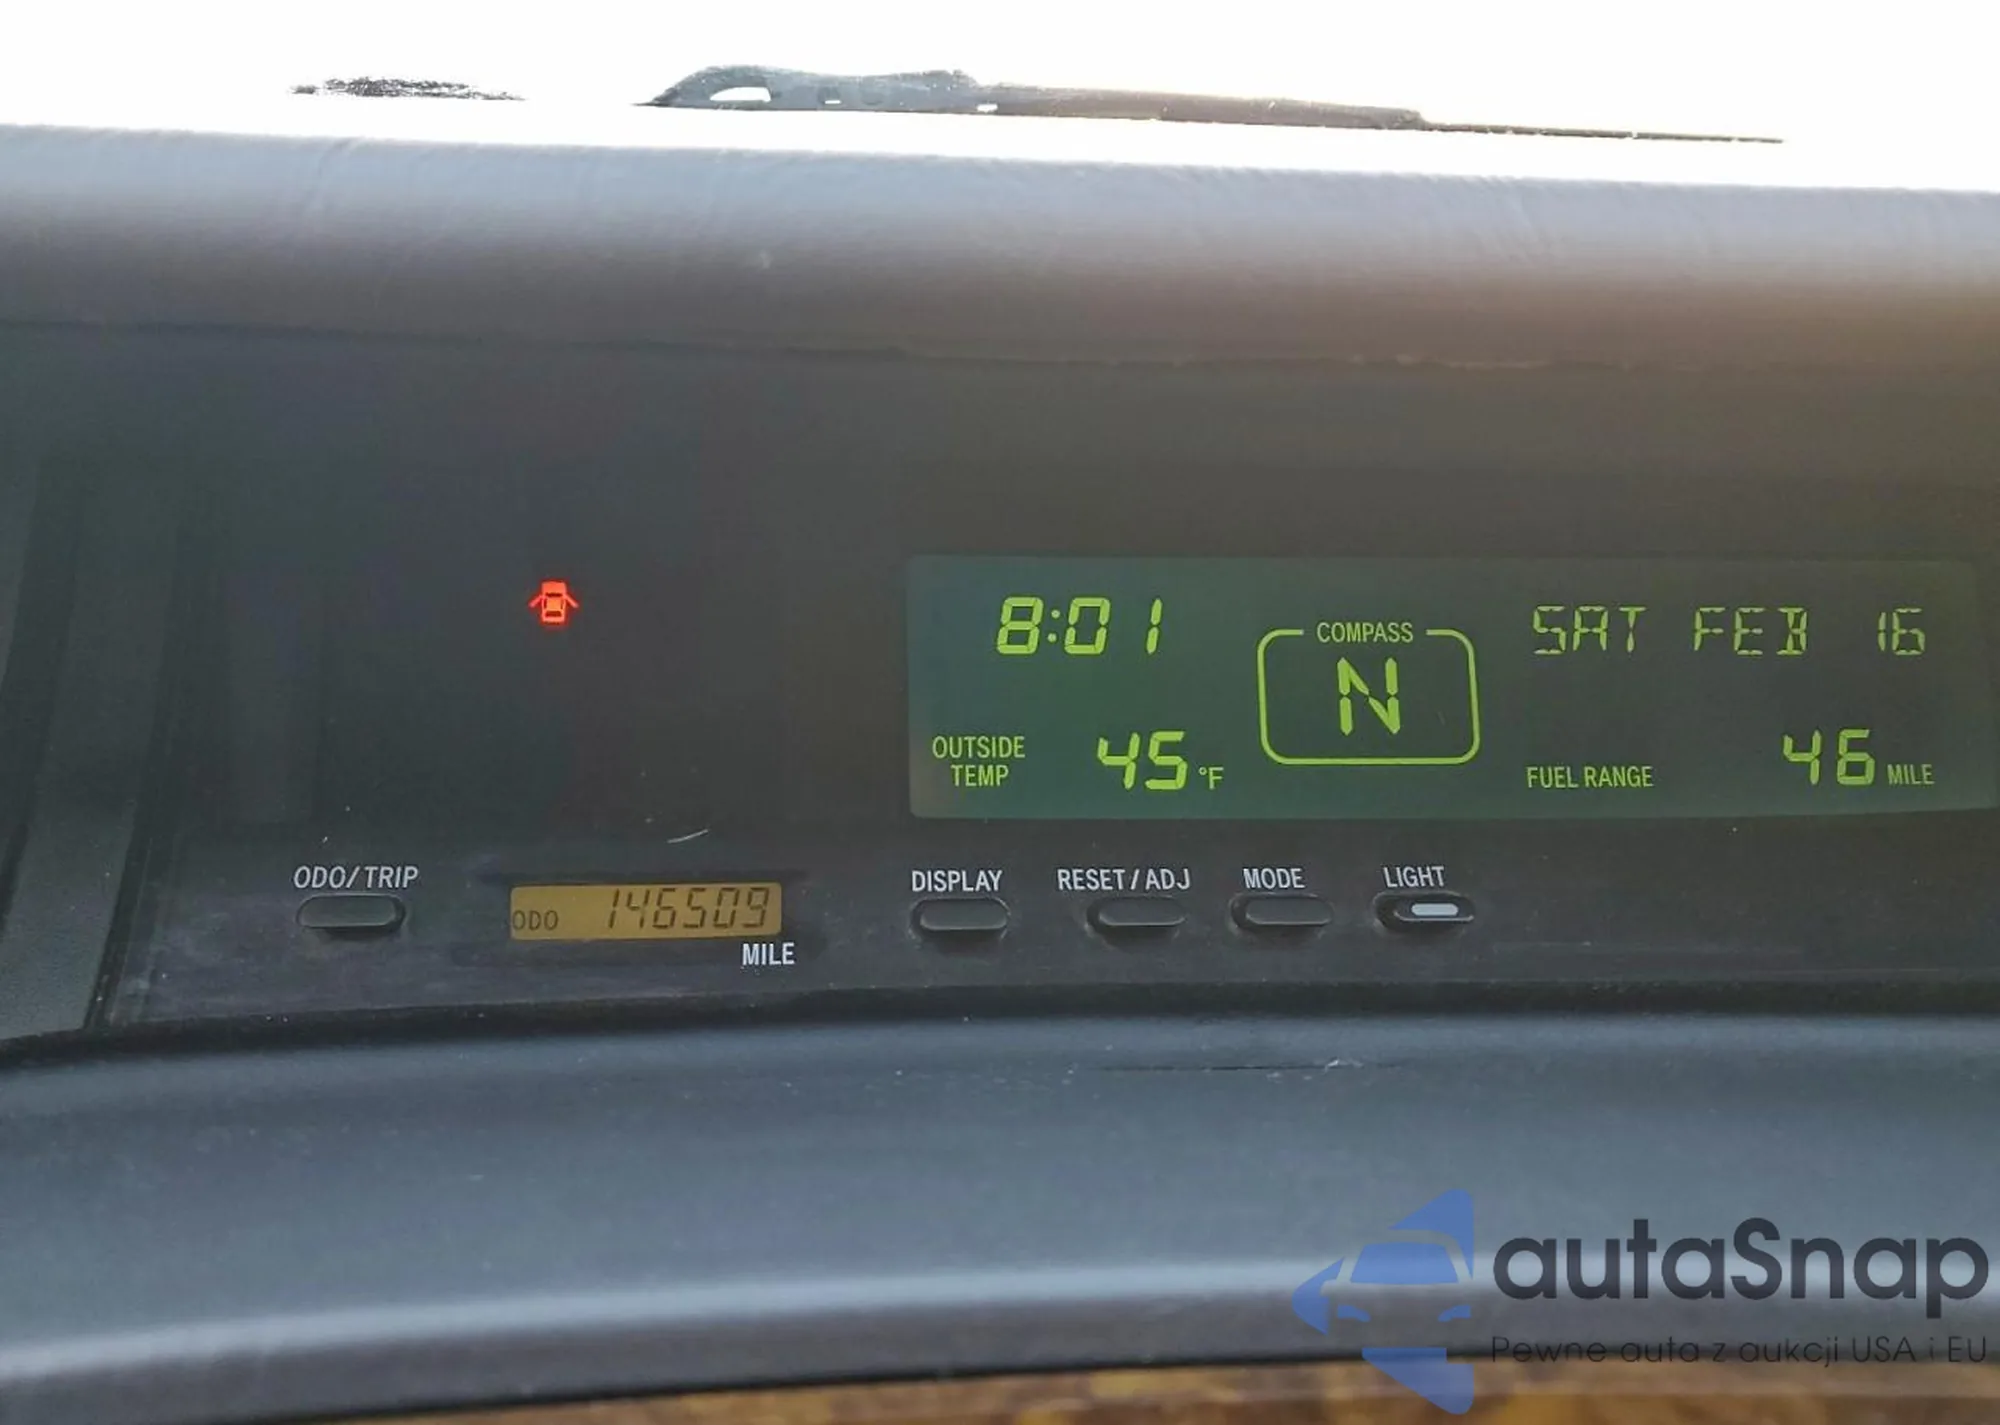 8:01
COMPASS
N
SAT FEB 16
OUTSIDE
TEMP
45 °F
FUEL RANGE
46 MILE
ODO/TRIP
ODO 146509
MILE
DISPLAY
RESET/ADJ
MODE
LIGHT
autaSnap
Pewne auta z aukcji USA i EU